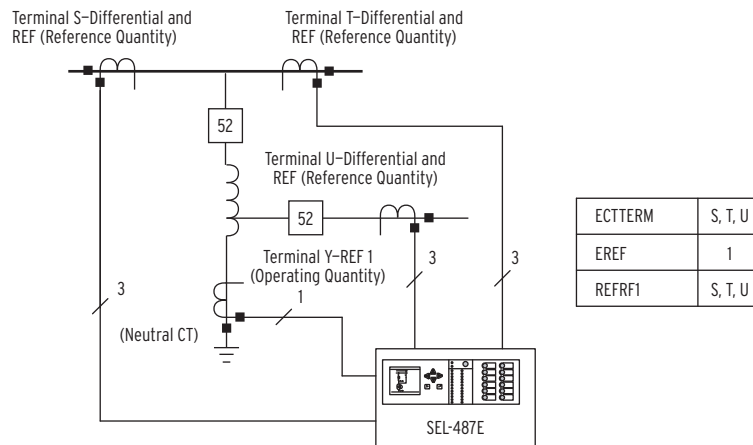 Terminal S–Differential and
REF (Reference Quantity)
Terminal T–Differential and
REF (Reference Quantity)
52
Terminal U–Differential and
REF (Reference Quantity)
52
Terminal Y–REF 1
(Operating Quantity)
1
3
3
3
(Neutral CT)
SEL-487E
ECTTERM S, T, U
EREF 1
REFRF1 S, T, U